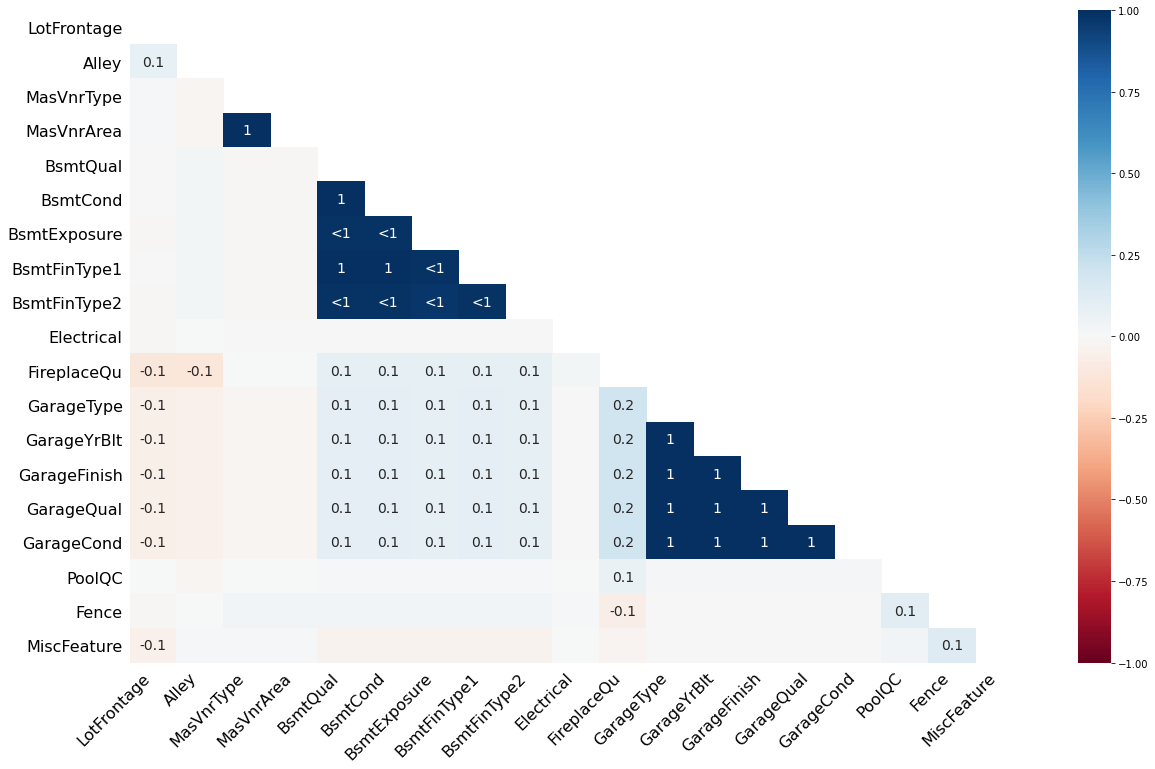 LotFrontage
Alley 0.1
MasVnrType
MasVnrArea 1
BsmtQual
BsmtCond 1
BsmtExposure <1 <1
BsmtFinType1 1 1 <1
BsmtFinType2 <1 <1 <1 <1
Electrical
FireplaceQu -0.1 -0.1 0.1 0.1 0.1 0.1 0.1
GarageType -0.1 0.1 0.1 0.1 0.1 0.1 0.2
GarageYrBlt -0.1 0.1 0.1 0.1 0.1 0.1 0.2 1
GarageFinish -0.1 0.1 0.1 0.1 0.1 0.1 0.2 1 1
GarageQual -0.1 0.1 0.1 0.1 0.1 0.1 0.2 1 1 1
GarageCond -0.1 0.1 0.1 0.1 0.1 0.1 0.2 1 1 1 1
PoolQC 0.1
Fence -0.1 0.1
MiscFeature -0.1 0.1
LotFrontage Alley MasVnrType MasVnrArea BsmtQual BsmtCond BsmtExposure BsmtFinType1 BsmtFinType2 Electrical FireplaceQu GarageType GarageYrBlt GarageFinish GarageQual GarageCond PoolQC Fence MiscFeature
1.00
0.75
0.50
0.25
0.00
−0.25
−0.50
−0.75
−1.00